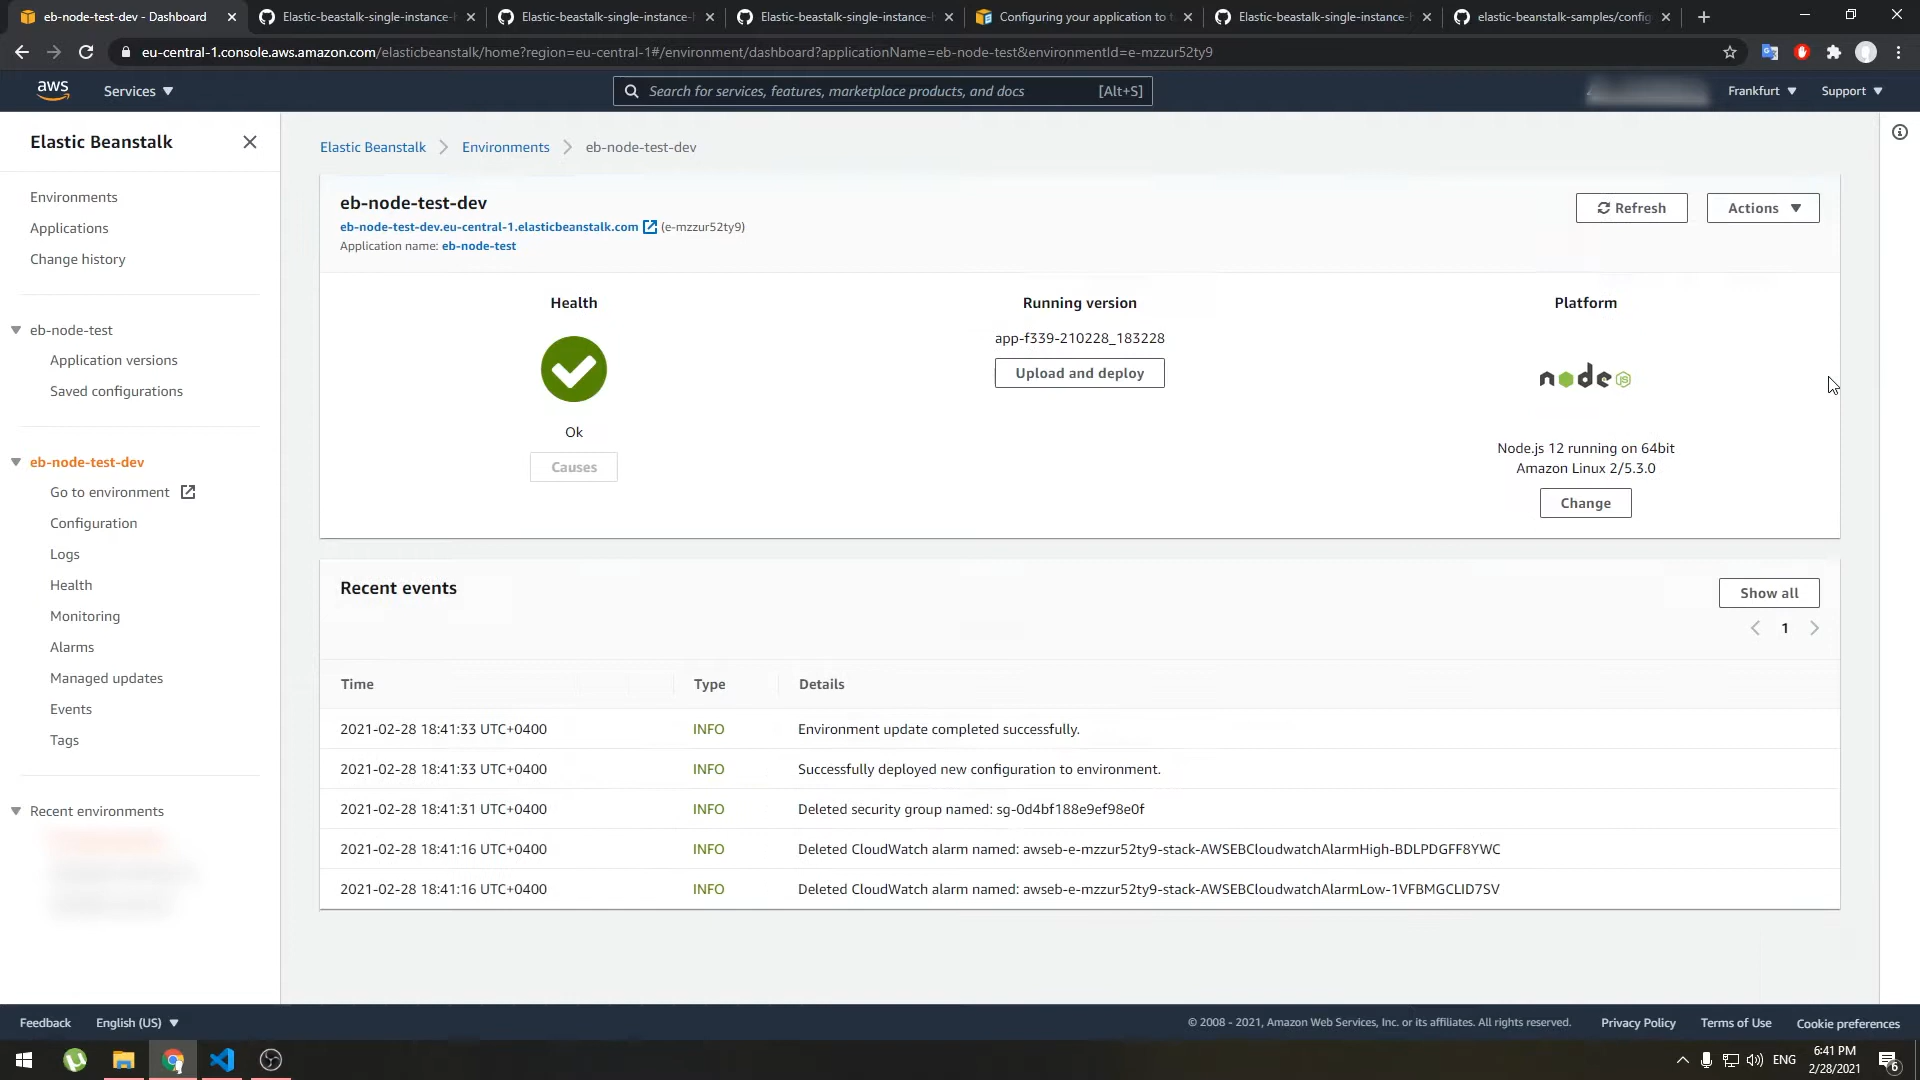 eb-node-test-dev - Dashboard
Elastic-beastalk-single-instance-
Elastic-beastalk-single-instance-
Elastic-beastalk-single-instance-
Configuring your application to
Elastic-beastalk-single-instance-
elastic-beanstalk-samples/config
eu-central-1.console.aws.amazon.com/elasticbeanstalk/home?region=eu-central-1#/environment/dashboard?applicationName=eb-node-test&environmentId=e-mzzur52ty9
aws
Services
Search for services, features, marketplace products, and docs
[Alt+S]
Frankfurt
Support
Elastic Beanstalk
Environments
Applications
Change history
eb-node-test
Application versions
Saved configurations
eb-node-test-dev
Go to environment
Configuration
Logs
Health
Monitoring
Alarms
Managed updates
Events
Tags
Recent environments
Elastic Beanstalk
Environments
eb-node-test-dev
eb-node-test-dev
eb-node-test-dev.eu-central-1.elasticbeanstalk.com (e-mzzur52ty9)
Application name: eb-node-test
Refresh
Actions
Health
Ok
Causes
Running version
app-f339-210228_183228
Upload and deploy
Platform
node JS
Node.js 12 running on 64bit
Amazon Linux 2/5.3.0
Change
Recent events
Show all
1
Time Type Details
2021-02-28 18:41:33 UTC+0400 INFO Environment update completed successfully.
2021-02-28 18:41:33 UTC+0400 INFO Successfully deployed new configuration to environment.
2021-02-28 18:41:31 UTC+0400 INFO Deleted security group named: sg-0d4bf188e9ef98e0f
2021-02-28 18:41:16 UTC+0400 INFO Deleted CloudWatch alarm named: awseb-e-mzzur52ty9-stack-AWSEBCloudwatchAlarmHigh-BDLPDGFF8YWC
2021-02-28 18:41:16 UTC+0400 INFO Deleted CloudWatch alarm named: awseb-e-mzzur52ty9-stack-AWSEBCloudwatchAlarmLow-1VFBMGCLID7SV
Feedback
English (US)
© 2008 - 2021, Amazon Web Services, Inc. or its affiliates. All rights reserved.
Privacy Policy
Terms of Use
Cookie preferences
ENG
6:41 PM
2/28/2021
6